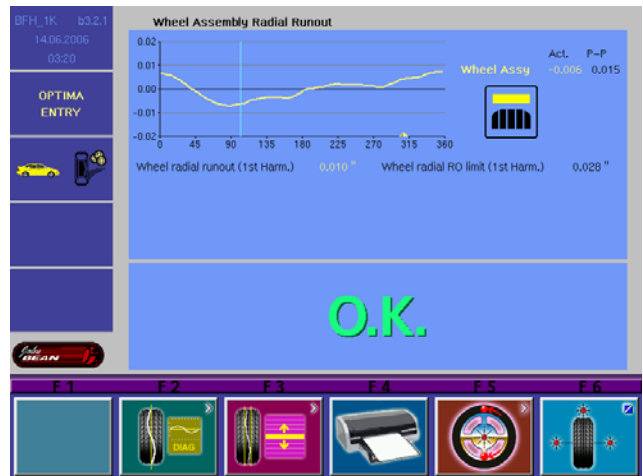 BFH_1K b3.2.1
14.06.2006
03:20
OPTIMA
ENTRY
Wheel Assembly Radial Runout
0.02
0.01
0.00
-0.01
-0.02
0 45 90 135 180 225 270 315 360
Act. P-P
Wheel Assy -0.006 0.015
Wheel radial runout (1st Harm.) 0.010 " Wheel radial RO limit (1st Harm.) 0.028 "
O.K.
John
BEAN
F 1 F 2 F 3 F 4 F 5 F 6
DIAG